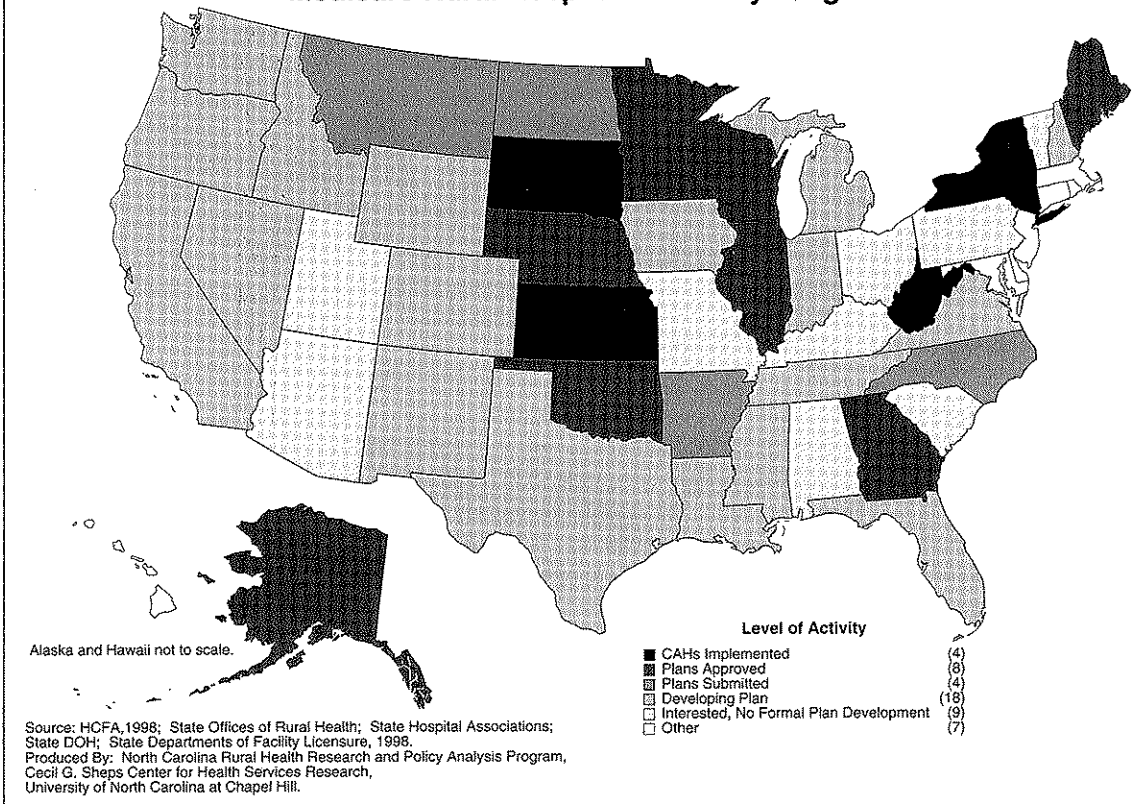 Alaska and Hawaii not to scale.
Level of Activity
CAHs Implemented (4)
Plans Approved (8)
Plans Submitted (4)
Developing Plan (18)
Interested, No Formal Plan Development (9)
Other (7)
Source: HCFA,1998; State Offices of Rural Health; State Hospital Associations;
State DOH; State Departments of Facility Licensure, 1998.
Produced By: North Carolina Rural Health Research and Policy Analysis Program,
Cecil G. Sheps Center for Health Services Research,
University of North Carolina at Chapel Hill.